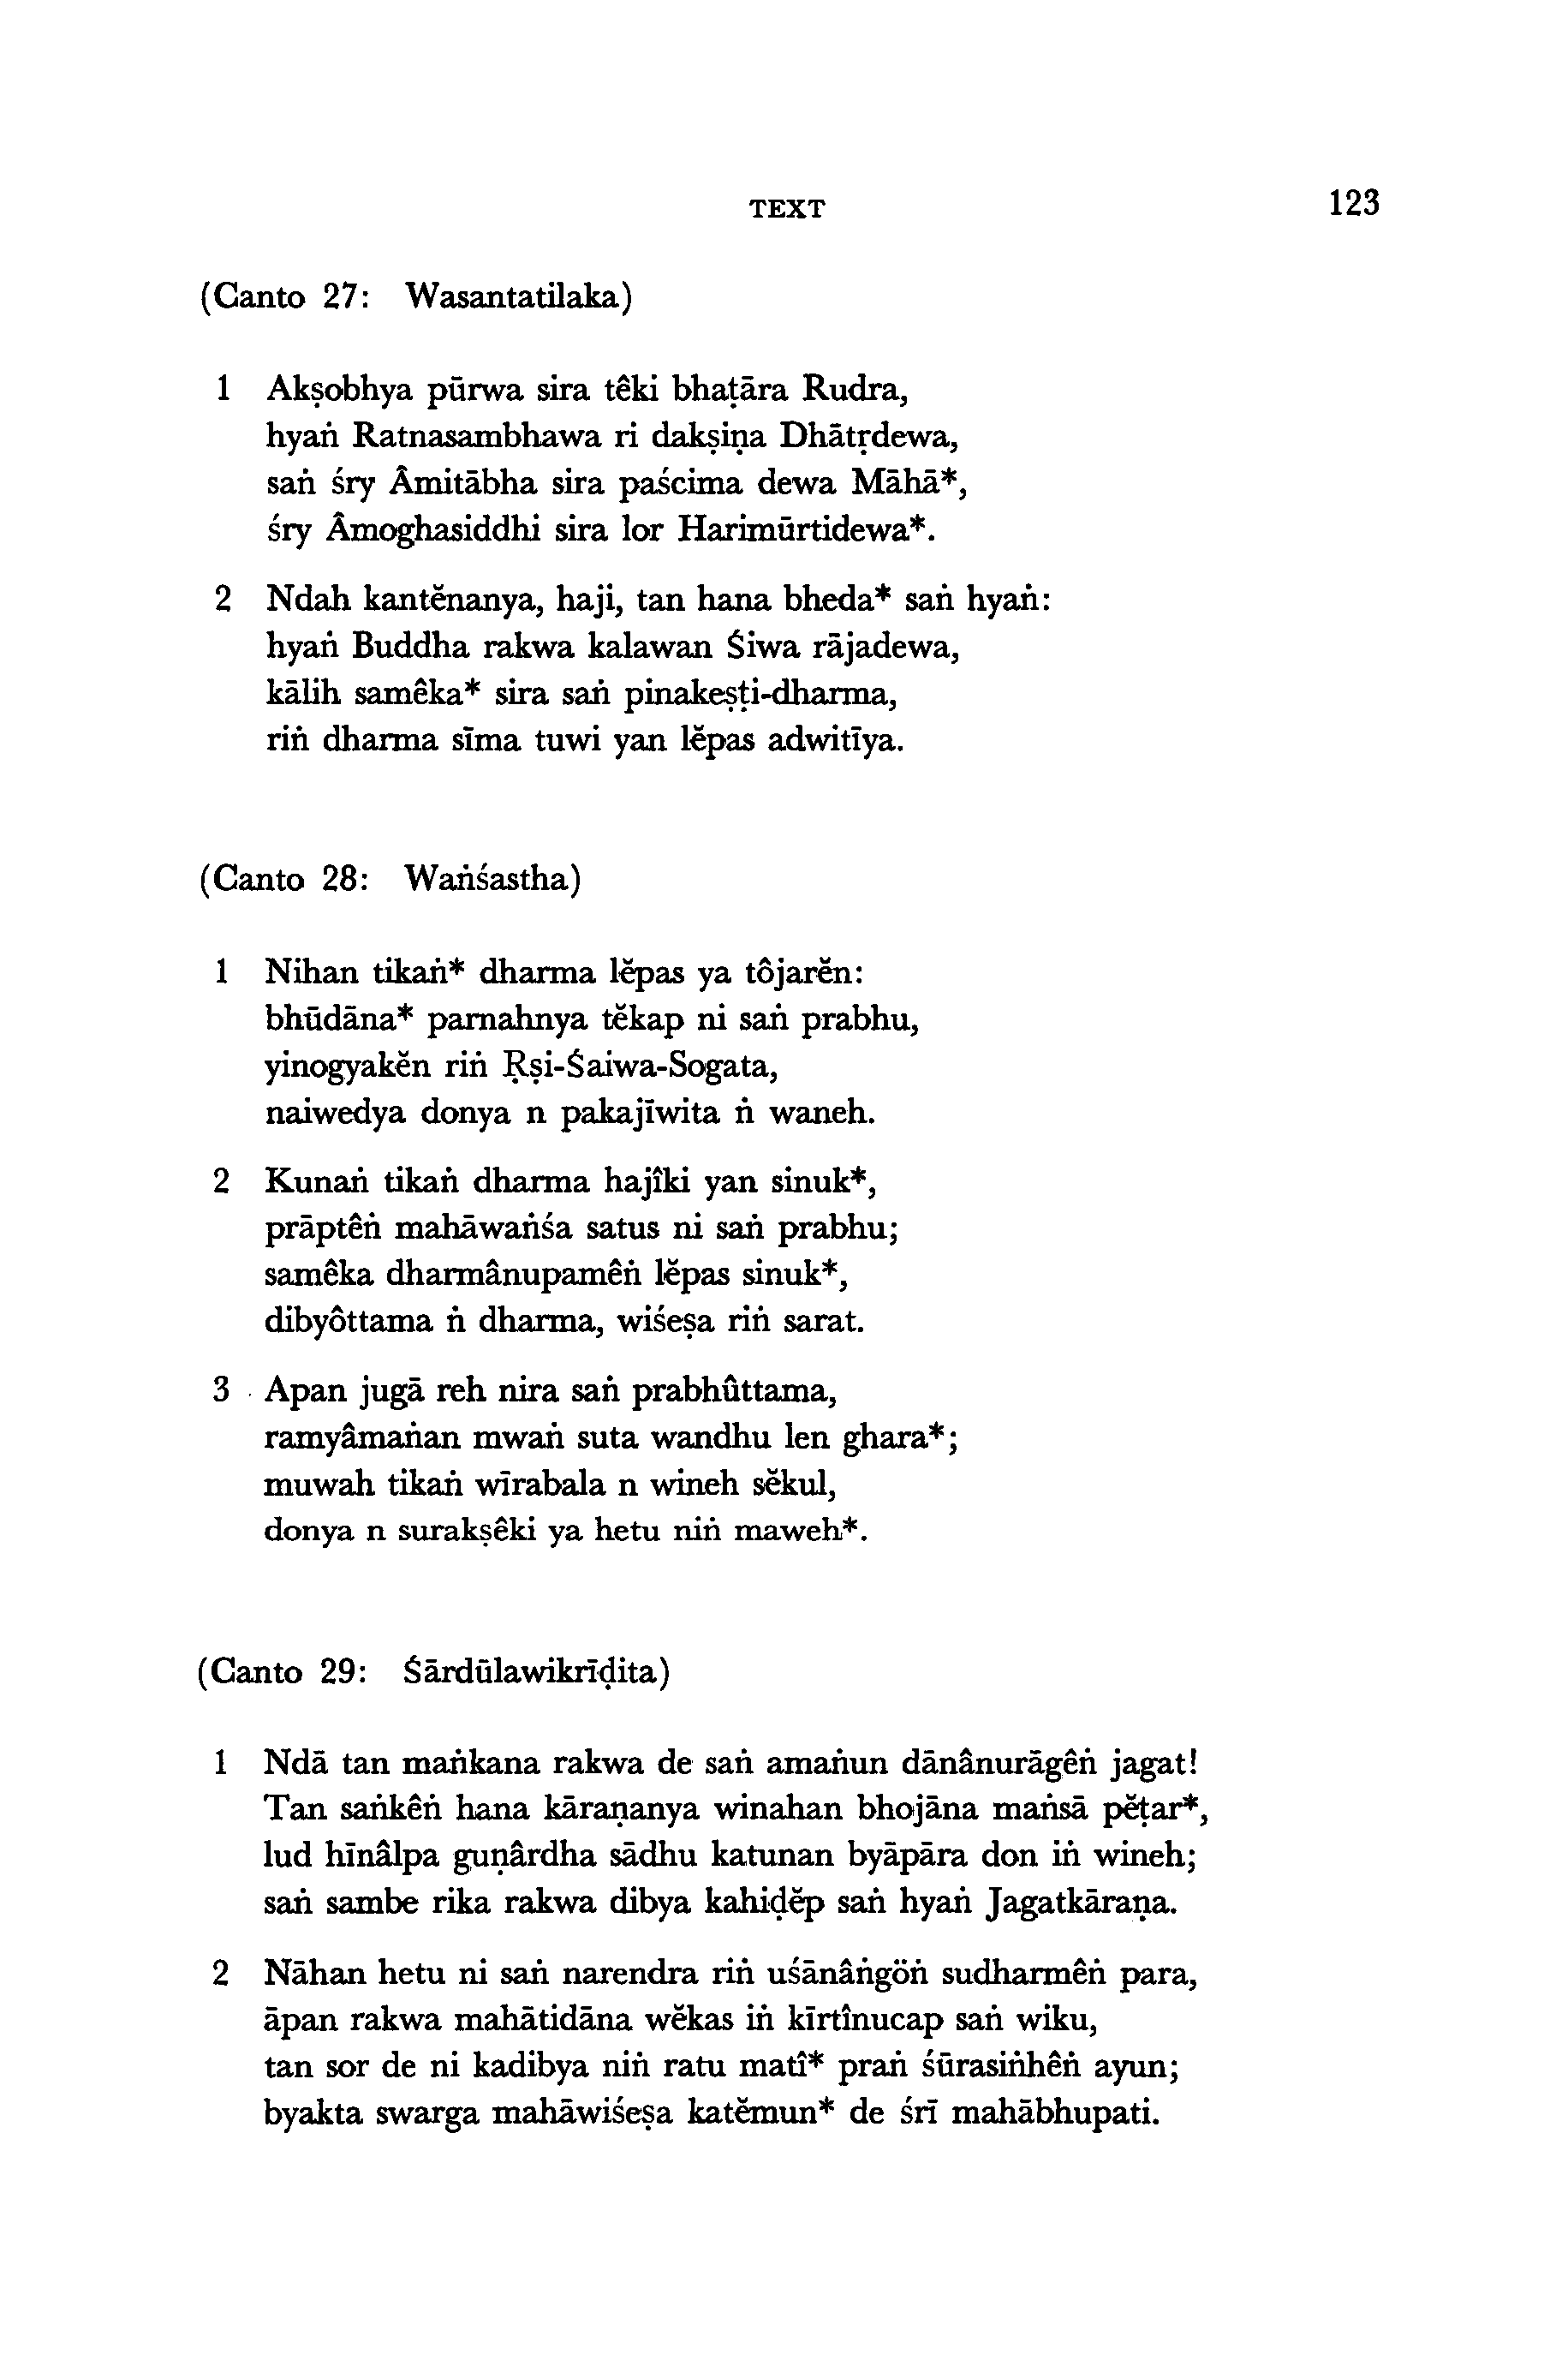 TEXT 123
(Canto 27: Wasantatilaka)
1 Akṣobhya pūrwa sira têki bhaṭāra Rudra,
hyaṅ Ratnasambhawa ri dakṣiṇa Dhātṛdewa,
saṅ śry Âmitābha sira paścima dewa Māhā*,
śry Âmoghasiddhi sira lor Harimūrtidewa*.
2 Ndah kantĕnanya, haji, tan hana bheda* saṅ hyaṅ:
hyaṅ Buddha rakwa kalawan Śiwa rājadewa,
kālih samêka* sira saṅ pinakeṣṭi-dharma,
riṅ dharma sīma tuwi yan lĕpas adwitīya.
(Canto 28: Waṅśastha)
1 Nihan tikaṅ* dharma lĕpas ya tôjarĕn:
bhūdāna* parnahnya tĕkap ni saṅ prabhu,
yinogyakĕn riṅ Ṛṣi-Śaiwa-Sogata,
naiwedya donya n pakajīwita ṅ waneh.
2 Kunaṅ tikaṅ dharma hajîki yan sinuk*,
prāptêṅ mahāwaṅśa satus ni saṅ prabhu;
samêka dharmânupamêṅ lĕpas sinuk*,
dibyôttama ṅ dharma, wiśeṣa riṅ sarat.
3 Apan jugā reh nira saṅ prabhûttama,
ramyâmaṅan mwaṅ suta wandhu len ghara*;
muwah tikaṅ wīrabala n wineh sĕkul,
donya n surakṣêki ya hetu niṅ maweh*.
(Canto 29: Śārdūlawikrīḍita)
1 Ndā tan maṅkana rakwa de saṅ amaṅun dānânurāgêṅ jagat!
Tan saṅkêṅ hana kāraṇanya winahan bhojāna maṅsā pĕṭar*,
lud hīnâlpa guṇârdha sādhu katunan byāpāra don iṅ wineh;
saṅ sambe rika rakwa dibya kahiḍĕp saṅ hyaṅ Jagatkāraṇa.
2 Nāhan hetu ni saṅ narendra riṅ uśānâṅgöṅ sudharmêṅ para,
āpan rakwa mahātidāna wĕkas iṅ kīrtînucap saṅ wiku,
tan sor de ni kadibya niṅ ratu matî* praṅ śūrasiṅhêṅ ayun;
byakta swarga mahāwiśeṣa katĕmun* de śrī mahābhupati.